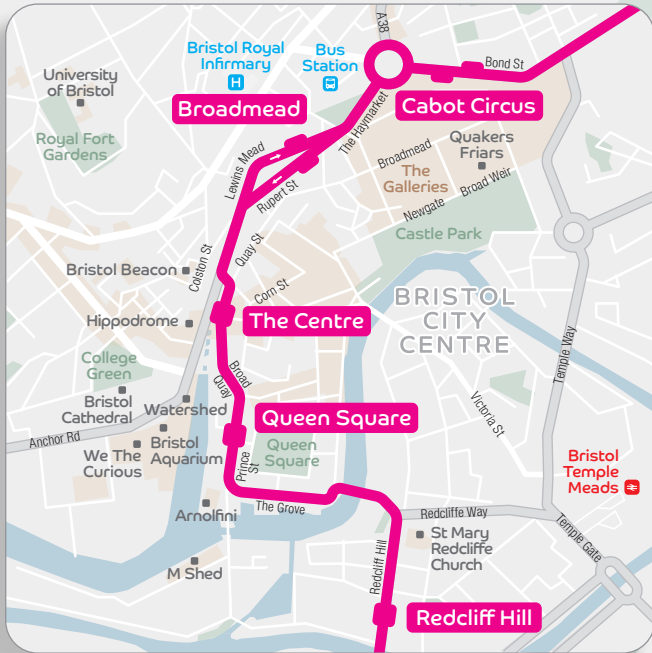 A38
Bristol Royal
Infirmary
H
Bus
Station
Bond St
University
of Bristol
Broadmead
Cabot Circus
The Haymarket
Royal Fort
Gardens
Lewins Mead
Broadmead
Quakers
Friars
The
Galleries
Rupert St
Newgate
Broad Weir
Castle Park
Quay St
Colston St
Bristol Beacon
Corn St
BRISTOL
CITY
CENTRE
Hippodrome
The Centre
Temple Way
College
Green
Broad
Quay
Bristol
Cathedral
Watershed
Victoria St
Queen Square
Anchor Rd
We The
Curious
Bristol
Aquarium
Prince
St
Queen
Square
Bristol
Temple
Meads
The Grove
Arnolfini
Redcliffe Way
St Mary
Redcliffe
Church
Temple Gate
M Shed
Redcliff Hill
Redcliff Hill